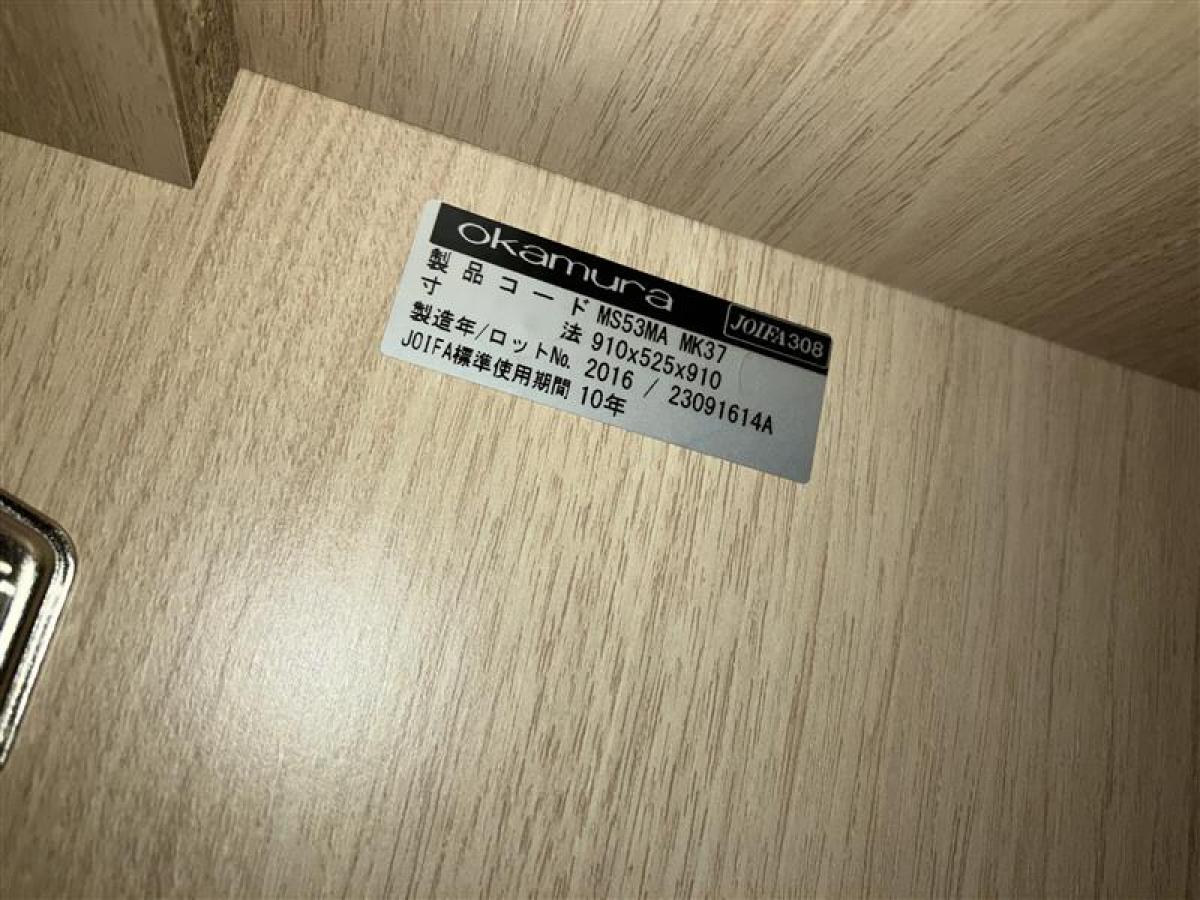 okamura
JOIFA308
製品コード MS53MA MK37
寸法 910x525x910
製造年/ロット№ 2016 / 23091614A
JOIFA標準使用期間 10年